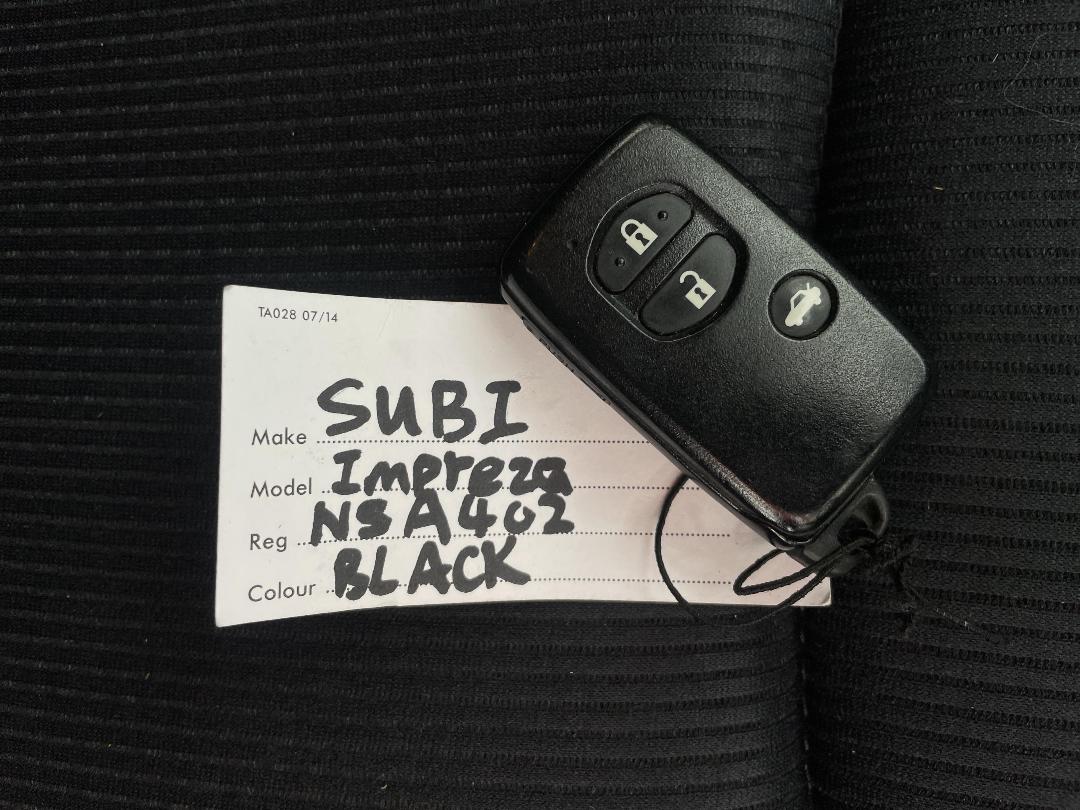 TA028 07/14
Make SUBI
Model Impreza
Reg NSA402
Colour BLACK